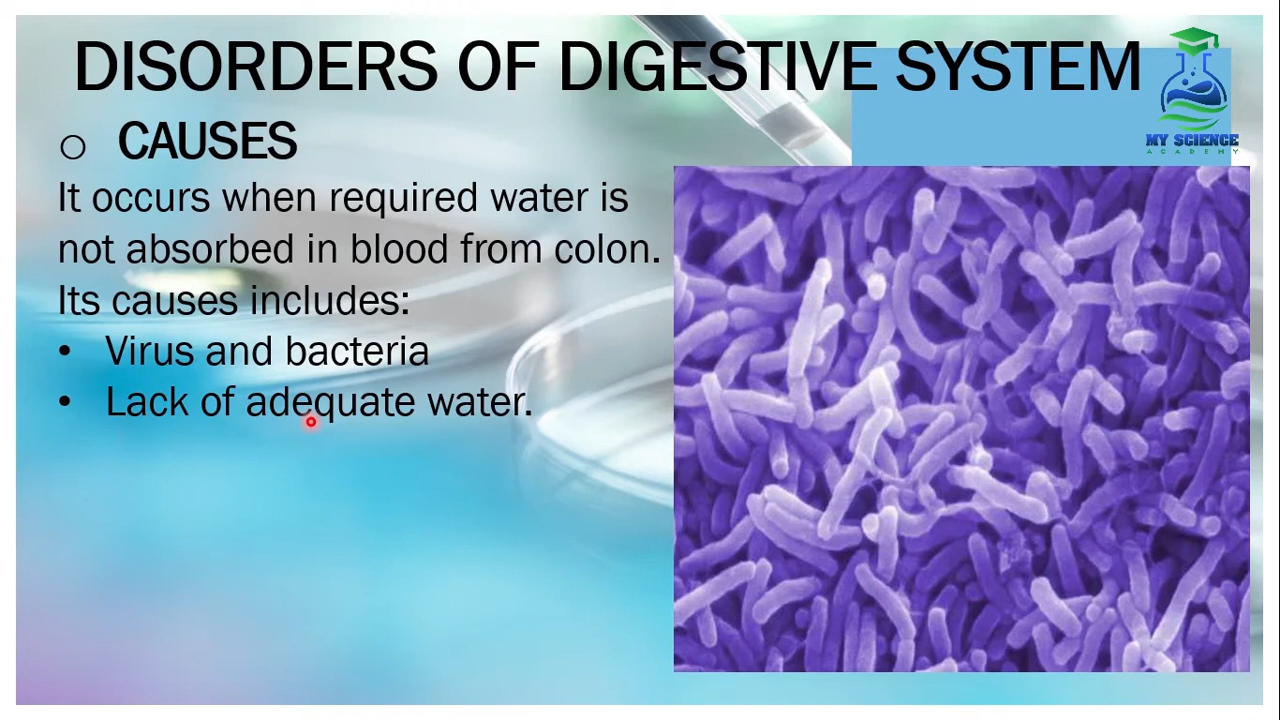 DISORDERS OF DIGESTIVE SYSTEM
MY SCIENCE
ACADEMY
o CAUSES
It occurs when required water is
not absorbed in blood from colon.
Its causes includes:
• Virus and bacteria
• Lack of adequate water.